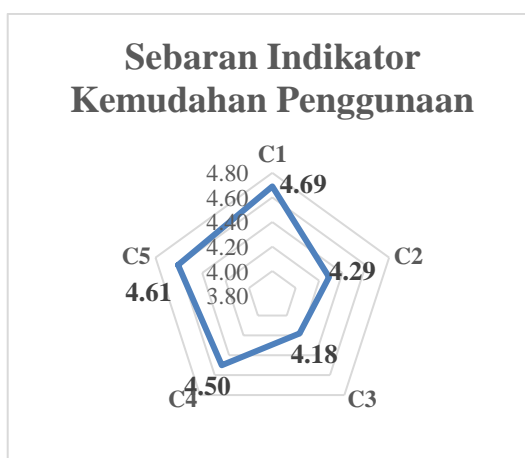 Sebaran Indikator
Kemudahan Penggunaan
C1
4.80
4.69
4.60
4.40
C5
C2
4.20
4.29
4.00
4.61
3.80
4.18
4.50
C4
C3